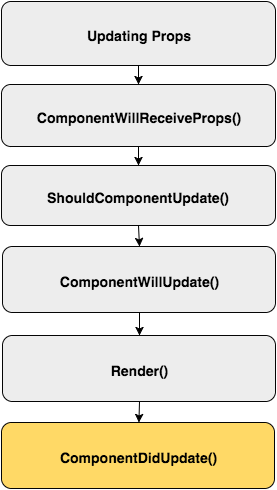 Updating Props
ComponentWillReceiveProps()
ShouldComponentUpdate()
ComponentWillUpdate()
Render()
ComponentDidUpdate()